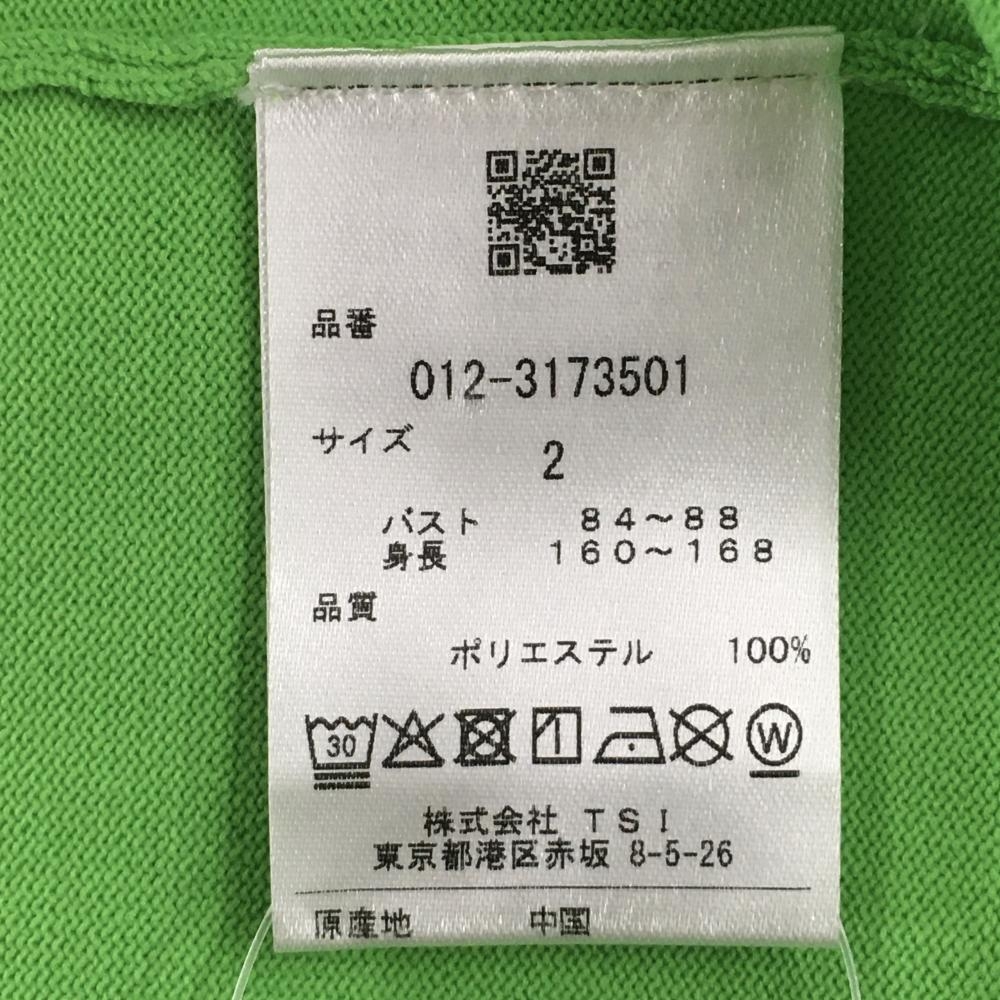 品番
012-3173501
サイズ 2
バスト 84～88
身長 160～168
品質
ポリエステル 100%
30 W
株式会社 TSI
東京都港区赤坂 8-5-26
原産地 中国